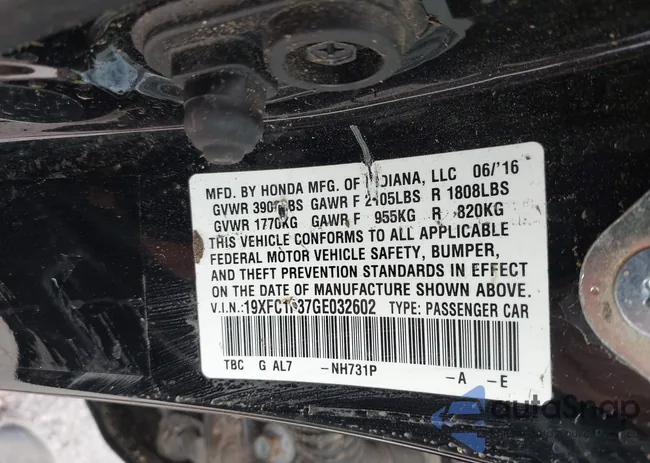 MFD. BY HONDA MFG. OF INDIANA, LLC 06/'16
GVWR LBS GAWR F LBS R 1808LBS
GVWR 1770KG GAWR F 955KG R 820KG
THIS VEHICLE CONFORMS TO ALL APPLICABLE
FEDERAL MOTOR VEHICLE SAFETY, BUMPER,
AND THEFT PREVENTION STANDARDS IN EFFECT
ON THE DATE OF MANUFACTURE SHOWN ABOVE.
V.I.N.: TYPE: PASSENGER CAR
TBC G AL7 -NH731P -A -E
autoSnap